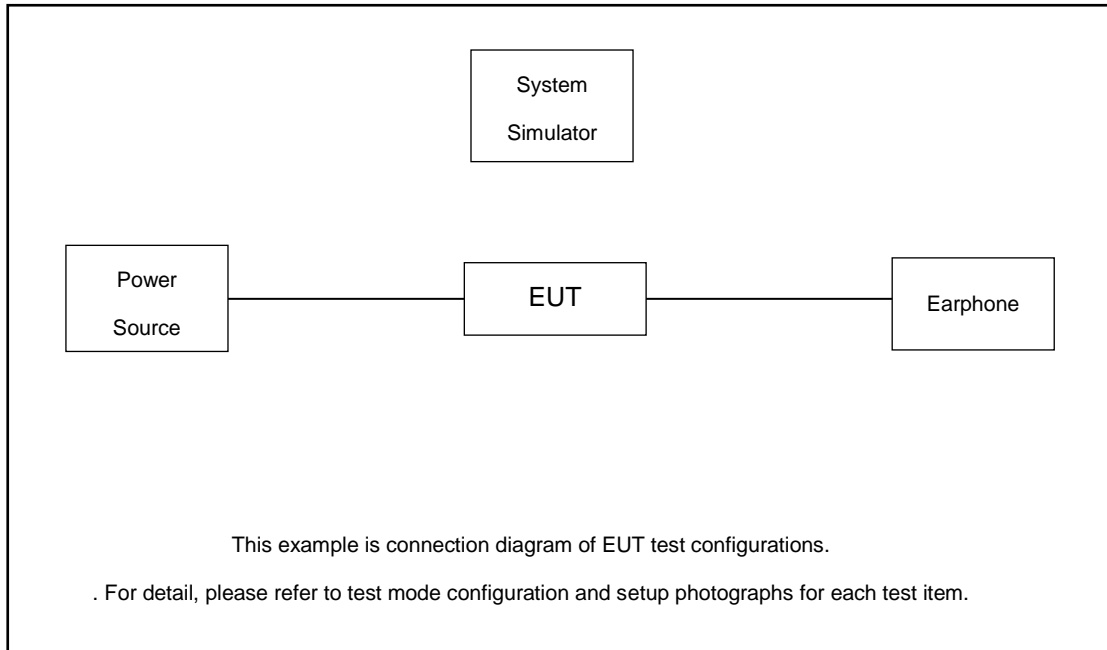 System
Simulator
Power
Source
EUT
Earphone
This example is connection diagram of EUT test configurations.
. For detail, please refer to test mode configuration and setup photographs for each test item.